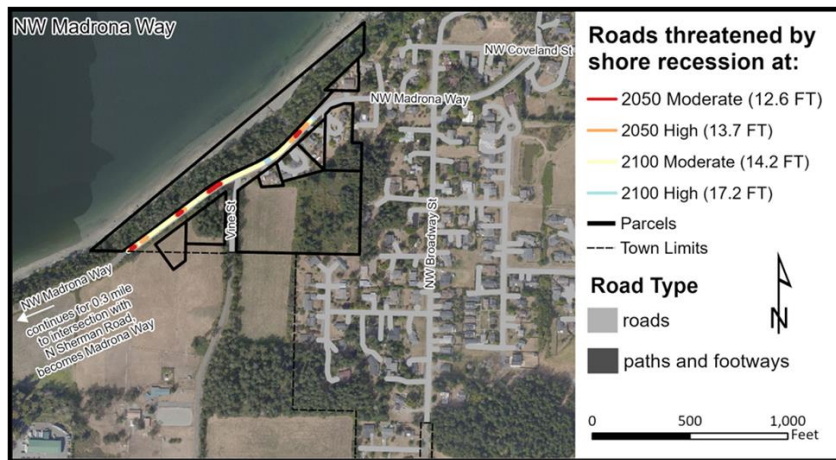 NW Madrona Way
NW Coveland St
NW Madrona Way
Vine St
NW Broadway St
NW Madrona Way
continues for 0.3 mile
to intersection with
N Sherman Road,
becomes Madrona Way
Roads threatened by
shore recession at:
2050 Moderate (12.6 FT)
2050 High (13.7 FT)
2100 Moderate (14.2 FT)
2100 High (17.2 FT)
Parcels
Town Limits
Road Type
roads
paths and footways
N
0 500 1,000
Feet